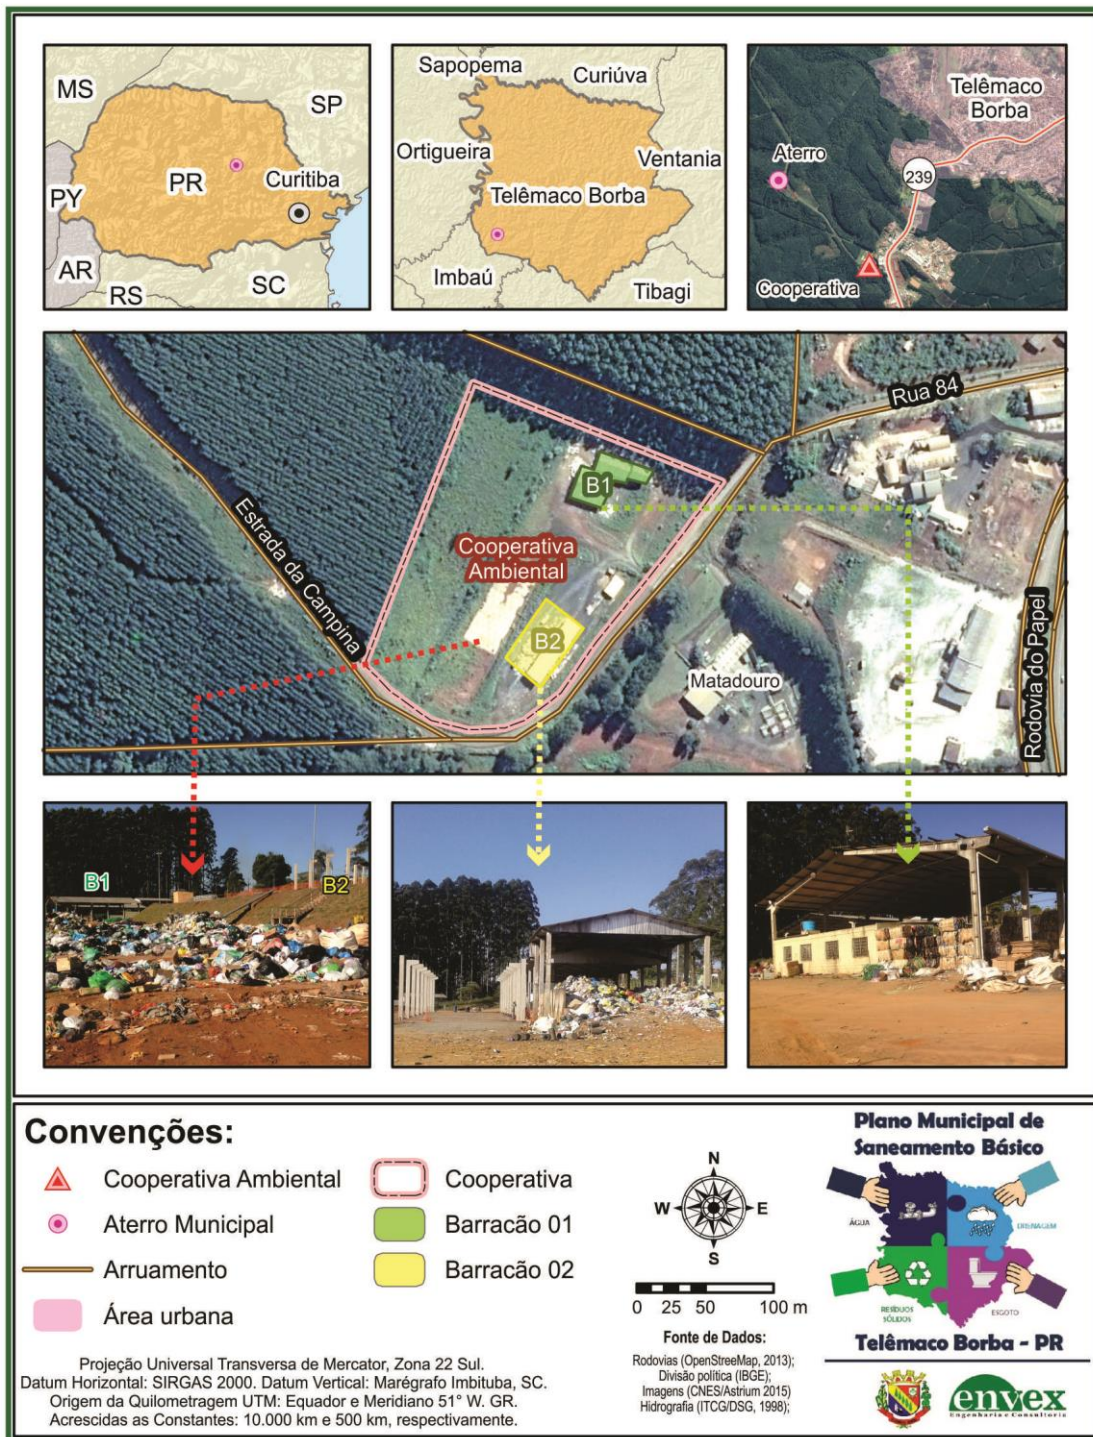 MS
SP
PR
Curitiba
PY
AR
RS
SC
Sapopema
Curiúva
Ortigueira
Ventania
Telêmaco Borba
Imbaú
Tibagi
Telêmaco
Borba
Aterro
239
Cooperativa
Rua 84
B1
Estrada da Campina
Cooperativa
Ambiental
B2
Matadouro
Rodovia do Papel
B1
B2
Convenções:
Cooperativa Ambiental
Aterro Municipal
Arruamento
Área urbana
Cooperativa
Barracão 01
Barracão 02
N
W
E
S
0 25 50 100 m
Fonte de Dados:
Rodovias (OpenStreeMap, 2013);
Divisão política (IBGE);
Imagens (CNES/Astrium 2015)
Hidrografia (ITCG/DSG, 1998);
Projeção Universal Transversa de Mercator, Zona 22 Sul.
Datum Horizontal: SIRGAS 2000. Datum Vertical: Marégrafo Imbituba, SC.
Origem da Quilometragem UTM: Equador e Meridiano 51° W. GR.
Acrescidas as Constantes: 10.000 km e 500 km, respectivamente.
Plano Municipal de
Saneamento Básico
ÁGUA
DRENAGEM
RESÍDUOS
SÓLIDOS
ESGOTO
Telêmaco Borba - PR
envex
Engenharia e Consultoria